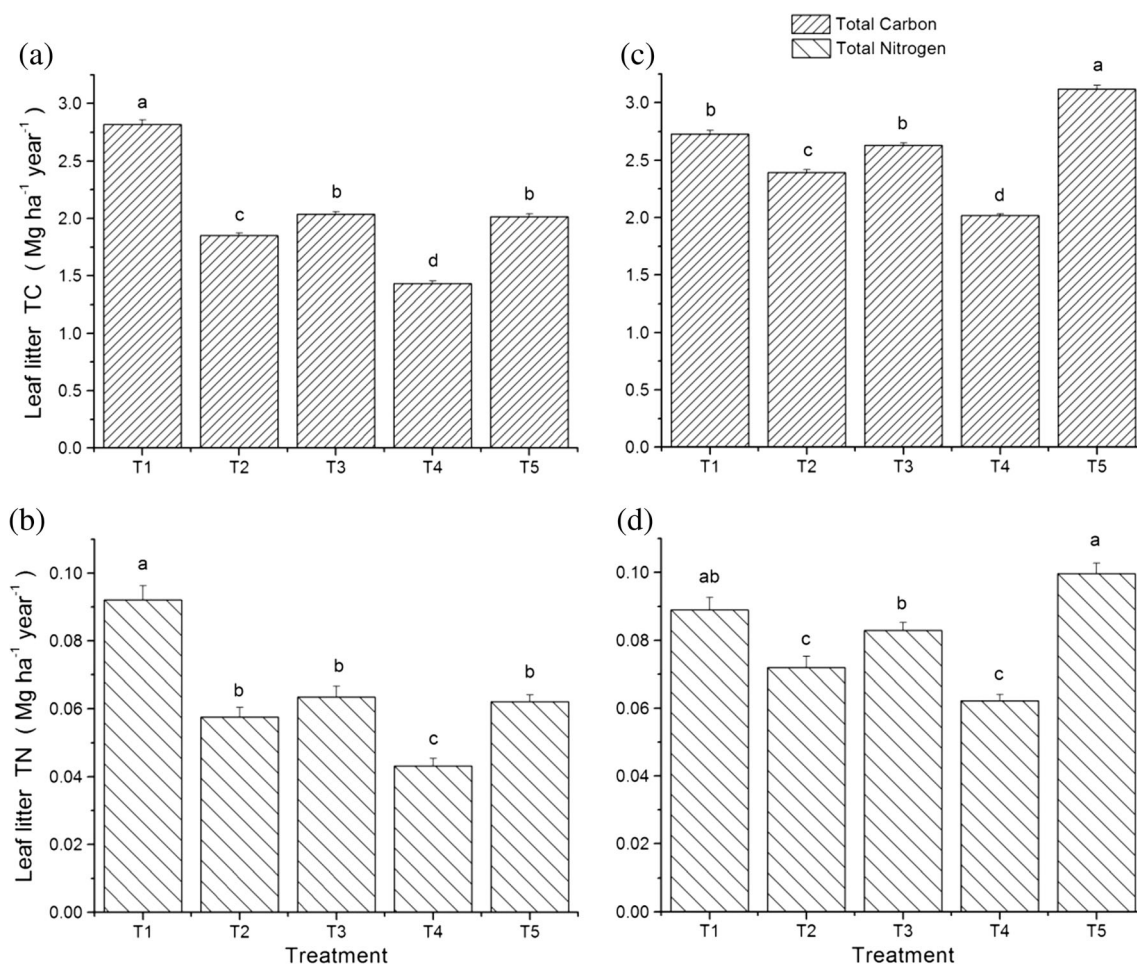 Total Carbon
Total Nitrogen
(a)
Leaf litter TC ( Mg ha⁻¹ year⁻¹ )
3.0
2.5
2.0
1.5
1.0
0.5
0.0
a
c
b
d
b
T1 T2 T3 T4 T5
(c)
3.0
2.5
2.0
1.5
1.0
0.5
0.0
b
c
b
d
a
T1 T2 T3 T4 T5
(b)
Leaf litter TN ( Mg ha⁻¹ year⁻¹ )
0.10
0.08
0.06
0.04
0.02
0.00
a
b
b
c
b
T1 T2 T3 T4 T5
Treatment
(d)
0.10
0.08
0.06
0.04
0.02
0.00
ab
c
b
c
a
T1 T2 T3 T4 T5
Treatment